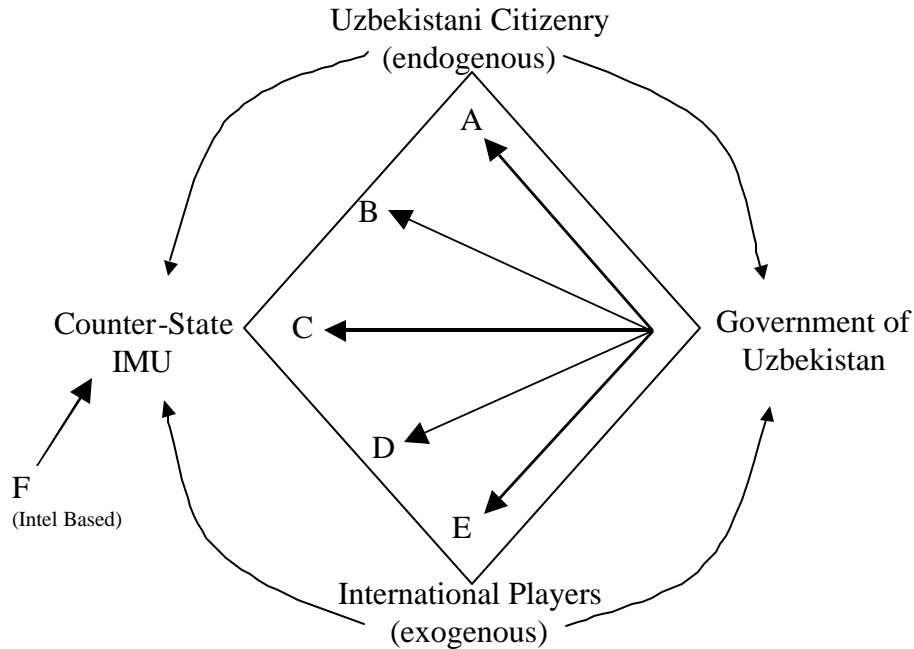 Uzbekistani Citizenry
(endogenous)
A
B
Counter-State
IMU
C
Government of
Uzbekistan
D
F
(Intel Based)
E
International Players
(exogenous)